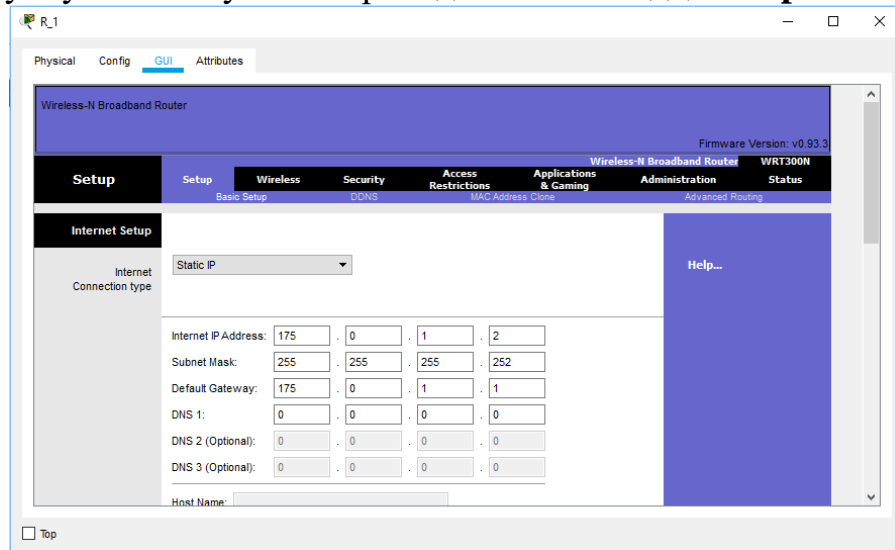 R_1
Physical Config GUI Attributes
Wireless-N Broadband Router
Firmware Version: v0.93.3
Wireless-N Broadband Router WRT300N
Setup
Setup Wireless Security Access Restrictions Applications & Gaming Administration Status
Basic Setup DDNS MAC Address Clone Advanced Routing
Internet Setup
Internet
Connection type
Static IP
Help...
Internet IP Address: 175 . 0 . 1 . 2
Subnet Mask: 255 . 255 . 255 . 252
Default Gateway: 175 . 0 . 1 . 1
DNS 1: 0 . 0 . 0 . 0
DNS 2 (Optional): 0 . 0 . 0 . 0
DNS 3 (Optional): 0 . 0 . 0 . 0
Host Name:
Top